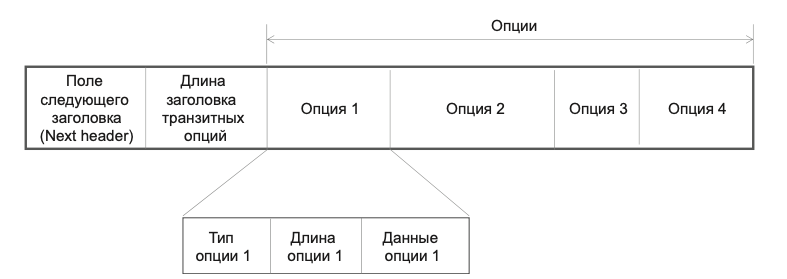 Опции
Поле
следующего
заголовка
(Next header)
Длина
заголовка
транзитных
опций
Опция 1
Опция 2
Опция 3
Опция 4
Тип
опции 1
Длина
опции 1
Данные
опции 1